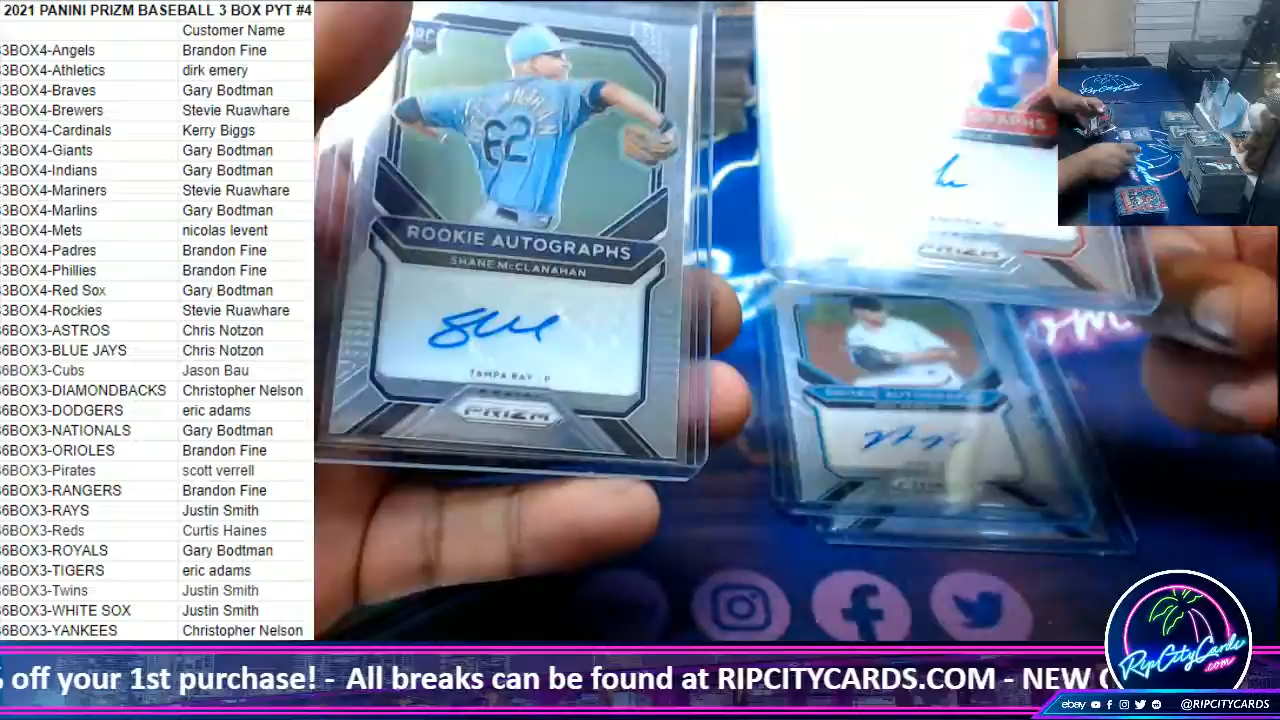 2021 PANINI PRIZM BASEBALL 3 BOX PYT #4
Customer Name
3BOX4-Angels Brandon Fine
3BOX4-Athletics dirk emery
3BOX4-Braves Gary Bodtman
3BOX4-Brewers Stevie Ruawhare
3BOX4-Cardinals Kerry Biggs
3BOX4-Giants Gary Bodtman
3BOX4-Indians Gary Bodtman
3BOX4-Mariners Stevie Ruawhare
3BOX4-Marlins Gary Bodtman
3BOX4-Mets nicolas levent
3BOX4-Padres Brandon Fine
3BOX4-Phillies Brandon Fine
3BOX4-Red Sox Gary Bodtman
3BOX4-Rockies Stevie Ruawhare
6BOX3-ASTROS Chris Notzon
6BOX3-BLUE JAYS Chris Notzon
6BOX3-Cubs Jason Bau
6BOX3-DIAMONDBACKS Christopher Nelson
6BOX3-DODGERS eric adams
6BOX3-NATIONALS Gary Bodtman
6BOX3-ORIOLES Brandon Fine
6BOX3-Pirates scott verrell
6BOX3-RANGERS Brandon Fine
6BOX3-RAYS Justin Smith
6BOX3-Reds Curtis Haines
6BOX3-ROYALS Gary Bodtman
6BOX3-TIGERS eric adams
6BOX3-Twins Justin Smith
6BOX3-WHITE SOX Justin Smith
6BOX3-YANKEES Christopher Nelson
RC
62
ROOKIE AUTOGRAPHS
SHANE McCLANAHAN
TAMPA BAY - P
PRIZM
PRIZM
off your 1st purchase! - All breaks can be found at RIPCITYCARDS.COM - NEW
RipCityCards
.com
ebay @RIPCITYCARDS